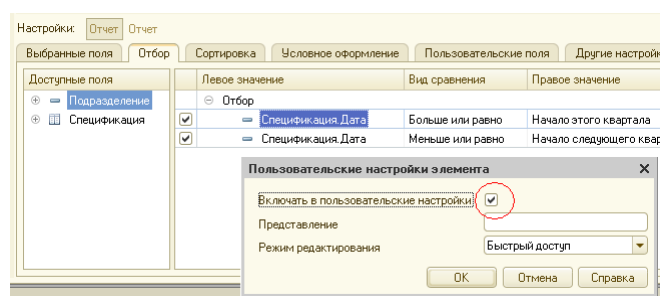 Настройки: Отчет Отчет
Выбранные поля Отбор Сортировка Условное оформление Пользовательские поля Другие настройк
Доступные поля Левое значение Вид сравнения Правое значение
Подразделение Отбор
Спецификация Спецификация.Дата Больше или равно Начало этого квартала
Спецификация.Дата Меньше или равно Начало следующего квар
Пользовательские настройки элемента
Включать в пользовательские настройки
Представление
Режим редактирования Быстрый доступ
OK Отмена Справка